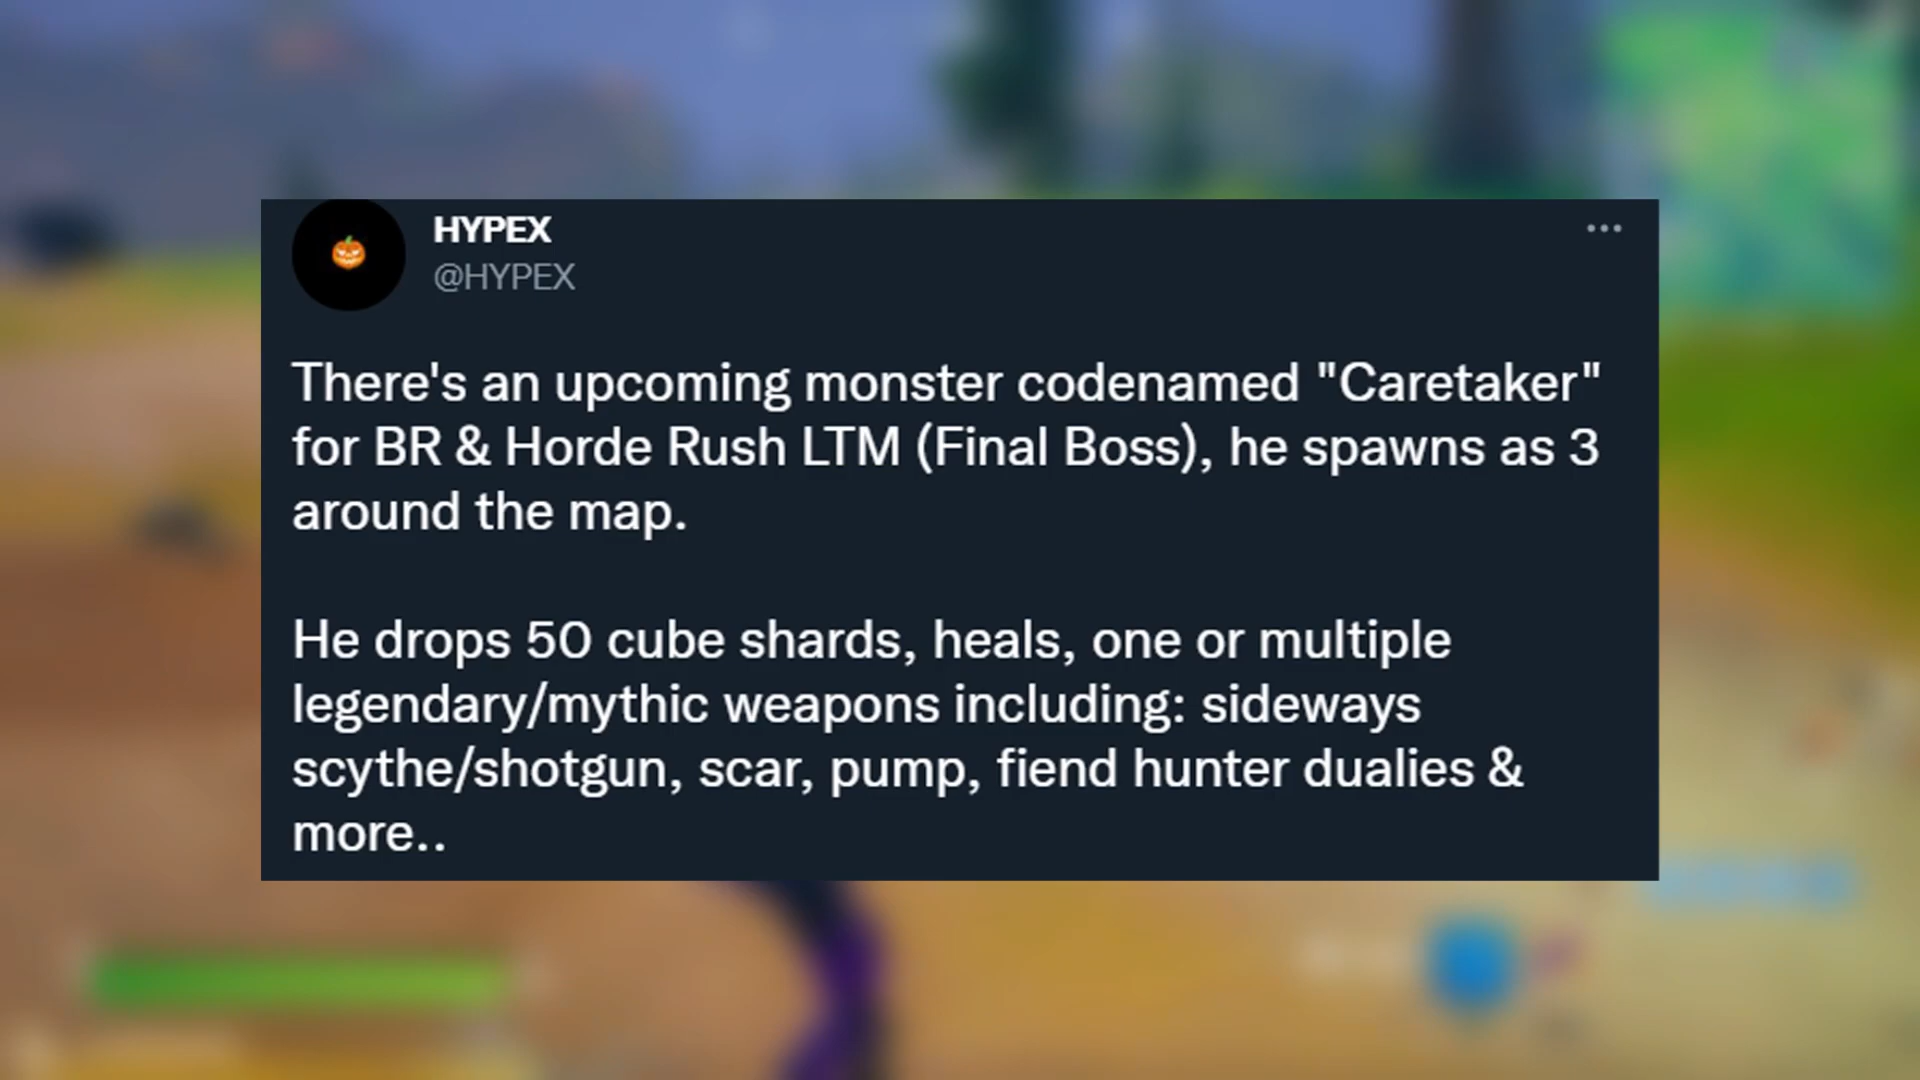 HYPEX
@HYPEX
There's an upcoming monster codenamed "Caretaker"
for BR & Horde Rush LTM (Final Boss), he spawns as 3
around the map.
He drops 50 cube shards, heals, one or multiple
legendary/mythic weapons including: sideways
scythe/shotgun, scar, pump, fiend hunter dualies &
more..